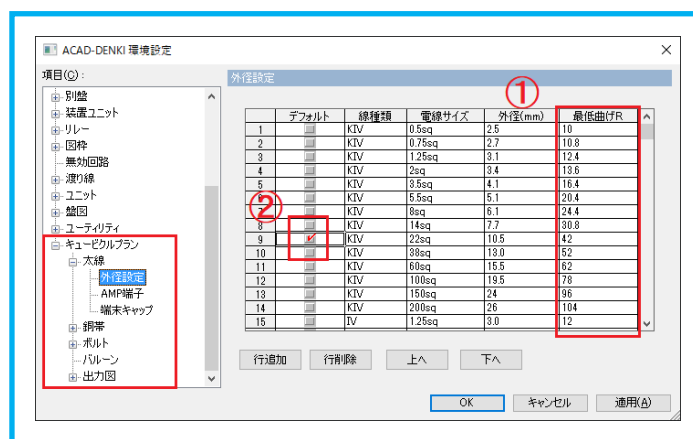 ACAD-DENKI 環境設定
項目(C) :
外径設定
別盤
装置ユニット
リレー
図枠
無効回路
渡り線
ユニット
盤図
ユーティリティ
キュービクルプラン
太線
外径設定
AMP端子
端末キャップ
銅帯
ボルト
バルーン
出力図
①
②
デフォルト 線種類 電線サイズ 外径(mm) 最低曲げR
1 KIV 0.5sq 2.5 10
2 KIV 0.75sq 2.7 10.8
3 KIV 1.25sq 3.1 12.4
4 KIV 2sq 3.4 13.6
5 KIV 3.5sq 4.1 16.4
KIV 5.5sq 5.1 20.4
KIV 8sq 6.1 24.4
8 KIV 14sq 7.7 30.8
9 KIV 22sq 10.5 42
10 KIV 38sq 13.0 52
11 KIV 60sq 15.5 62
12 KIV 100sq 19.5 78
13 KIV 150sq 24 96
14 KIV 200sq 26 104
15 IV 1.25sq 3.0 12
行追加 行削除 上へ 下へ
OK キャンセル 適用(A)